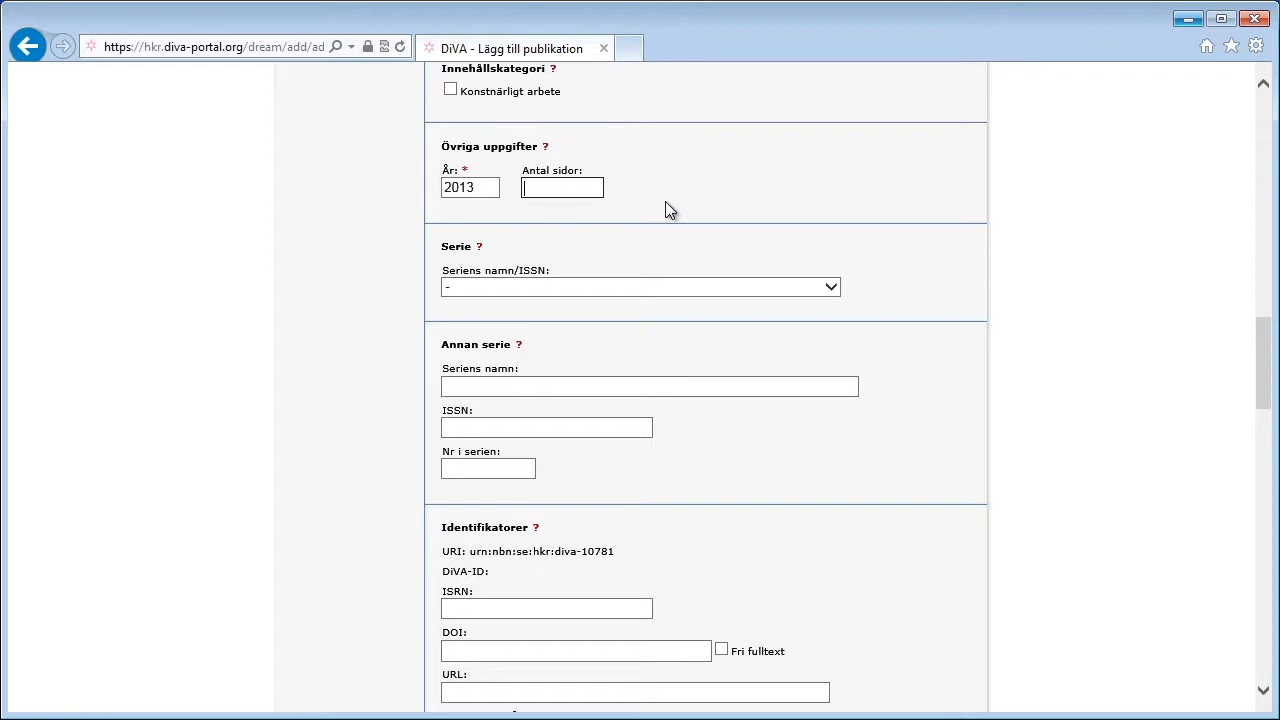 https://hkr.diva-portal.org/dream/add/ad
DiVA - Lägg till publikation
Innehållskategori ?
Konstnärligt arbete
Övriga uppgifter ?
År: * Antal sidor:
2013
Serie ?
Seriens namn/ISSN:
-
Annan serie ?
Seriens namn:
ISSN:
Nr i serien:
Identifikatorer ?
URI: urn:nbn:se:hkr:diva-10781
DiVA-ID:
ISRN:
DOI:
Fri fulltext
URL: